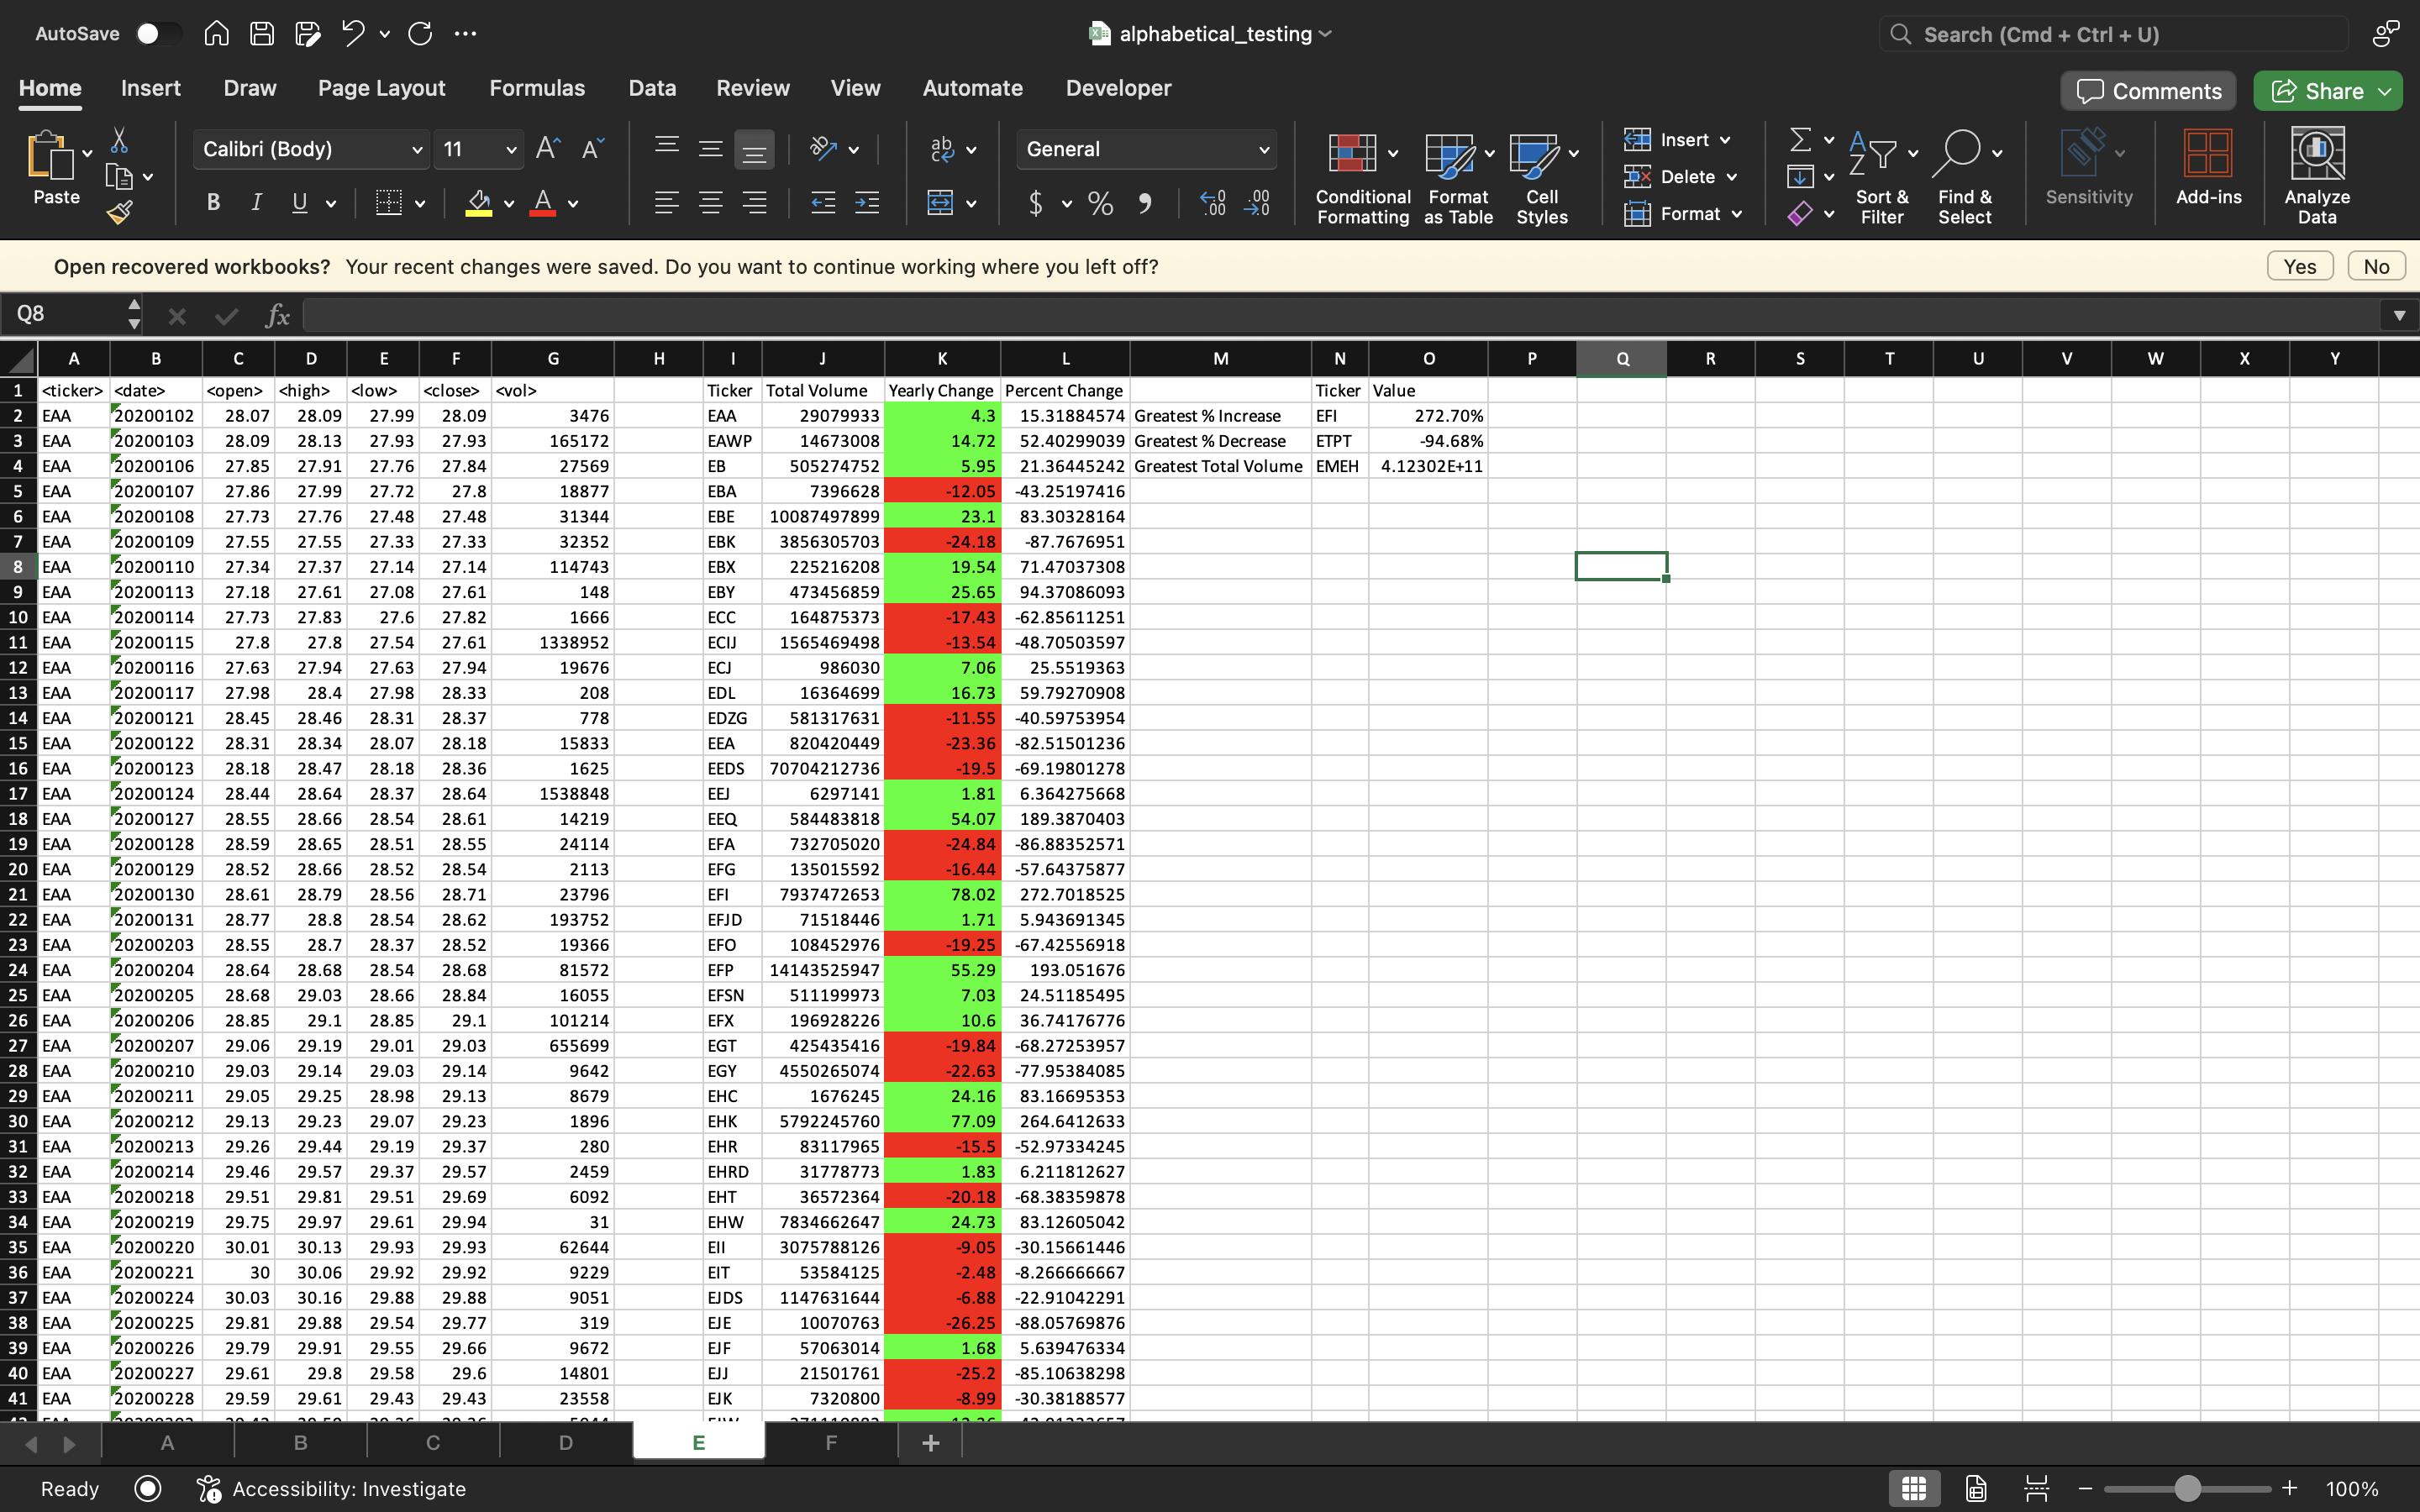 AutoSave
alphabetical_testing
Search (Cmd + Ctrl + U)
Home Insert Draw Page Layout Formulas Data Review View Automate Developer
Comments Share
Paste
Calibri (Body) 11
B I U
General
$ % ,
Conditional Formatting
Format as Table
Cell Styles
Insert
Delete
Format
Sort & Filter
Find & Select
Sensitivity
Add-ins
Analyze Data
Open recovered workbooks? Your recent changes were saved. Do you want to continue working where you left off? Yes No
Q8 fx
A B C D E F G H I J K L M N O P Q R S T U V W X Y
1 <ticker> <date> <open> <high> <low> <close> <vol> Ticker Total Volume Yearly Change Percent Change Ticker Value
2 EAA 20200102 28.07 28.09 27.99 28.09 3476 EAA 29079933 4.3 15.31884574 Greatest % Increase EFI 272.70%
3 EAA 20200103 28.09 28.13 27.93 27.93 165172 EAWP 14673008 14.72 52.40299039 Greatest % Decrease ETPT -94.68%
4 EAA 20200106 27.85 27.91 27.76 27.84 27569 EB 505274752 5.95 21.36445242 Greatest Total Volume EMEH 4.12302E+11
5 EAA 20200107 27.86 27.99 27.72 27.8 18877 EBA 7396628 -12.05 -43.25197416
6 EAA 20200108 27.73 27.76 27.48 27.48 31344 EBE 10087497899 23.1 83.30328164
7 EAA 20200109 27.55 27.55 27.33 27.33 32352 EBK 3856305703 -24.18 -87.7676951
8 EAA 20200110 27.34 27.37 27.14 27.14 114743 EBX 225216208 19.54 71.47037308
9 EAA 20200113 27.18 27.61 27.08 27.61 148 EBY 473456859 25.65 94.37086093
10 EAA 20200114 27.73 27.83 27.6 27.82 1666 ECC 164875373 -17.43 -62.85611251
11 EAA 20200115 27.8 27.8 27.54 27.61 1338952 ECIJ 1565469498 -13.54 -48.70503597
12 EAA 20200116 27.63 27.94 27.63 27.94 19676 ECJ 986030 7.06 25.5519363
13 EAA 20200117 27.98 28.4 27.98 28.33 208 EDL 16364699 16.73 59.79270908
14 EAA 20200121 28.45 28.46 28.31 28.37 778 EDZG 581317631 -11.55 -40.59753954
15 EAA 20200122 28.31 28.34 28.07 28.18 15833 EEA 820420449 -23.36 -82.51501236
16 EAA 20200123 28.18 28.47 28.18 28.36 1625 EEDS 70704212736 -19.5 -69.19801278
17 EAA 20200124 28.44 28.64 28.37 28.64 1538848 EEJ 6297141 1.81 6.364275668
18 EAA 20200127 28.55 28.66 28.54 28.61 14219 EEQ 584483818 54.07 189.3870403
19 EAA 20200128 28.59 28.65 28.51 28.55 24114 EFA 732705020 -24.84 -86.88352571
20 EAA 20200129 28.52 28.66 28.52 28.54 2113 EFG 135015592 -16.44 -57.64375877
21 EAA 20200130 28.61 28.79 28.56 28.71 23796 EFI 7937472653 78.02 272.7018525
22 EAA 20200131 28.77 28.8 28.54 28.62 193752 EFJD 71518446 1.71 5.943691345
23 EAA 20200203 28.55 28.7 28.37 28.52 19366 EFO 108452976 -19.25 -67.42556918
24 EAA 20200204 28.64 28.68 28.54 28.68 81572 EFP 14143525947 55.29 193.051676
25 EAA 20200205 28.68 29.03 28.66 28.84 16055 EFSN 511199973 7.03 24.51185495
26 EAA 20200206 28.85 29.1 28.85 29.1 101214 EFX 196928226 10.6 36.74176776
27 EAA 20200207 29.06 29.19 29.01 29.03 655699 EGT 425435416 -19.84 -68.27253957
28 EAA 20200210 29.03 29.14 29.03 29.14 9642 EGY 4550265074 -22.63 -77.95384085
29 EAA 20200211 29.05 29.25 28.98 29.13 8679 EHC 1676245 24.16 83.16695353
30 EAA 20200212 29.13 29.23 29.07 29.23 1896 EHK 5792245760 77.09 264.6412633
31 EAA 20200213 29.26 29.44 29.19 29.37 280 EHR 83117965 -15.5 -52.97334245
32 EAA 20200214 29.46 29.57 29.37 29.57 2459 EHRD 31778773 1.83 6.211812627
33 EAA 20200218 29.51 29.81 29.51 29.69 6092 EHT 36572364 -20.18 -68.38359878
34 EAA 20200219 29.75 29.97 29.61 29.94 31 EHW 7834662647 24.73 83.12605042
35 EAA 20200220 30.01 30.13 29.93 29.93 62644 EII 3075788126 -9.05 -30.15661446
36 EAA 20200221 30 30.06 29.92 29.92 9229 EIT 53584125 -2.48 -8.266666667
37 EAA 20200224 30.03 30.16 29.88 29.88 9051 EJDS 1147631644 -6.88 -22.91042291
38 EAA 20200225 29.81 29.88 29.54 29.77 319 EJE 10070763 -26.25 -88.05769876
39 EAA 20200226 29.79 29.91 29.55 29.66 9672 EJF 57063014 1.68 5.639476334
40 EAA 20200227 29.61 29.8 29.58 29.6 14801 EJJ 21501761 -25.2 -85.10638298
41 EAA 20200228 29.59 29.61 29.43 29.43 23558 EJK 7320800 -8.99 -30.38188577
A B C D E F +
Ready Accessibility: Investigate 100%